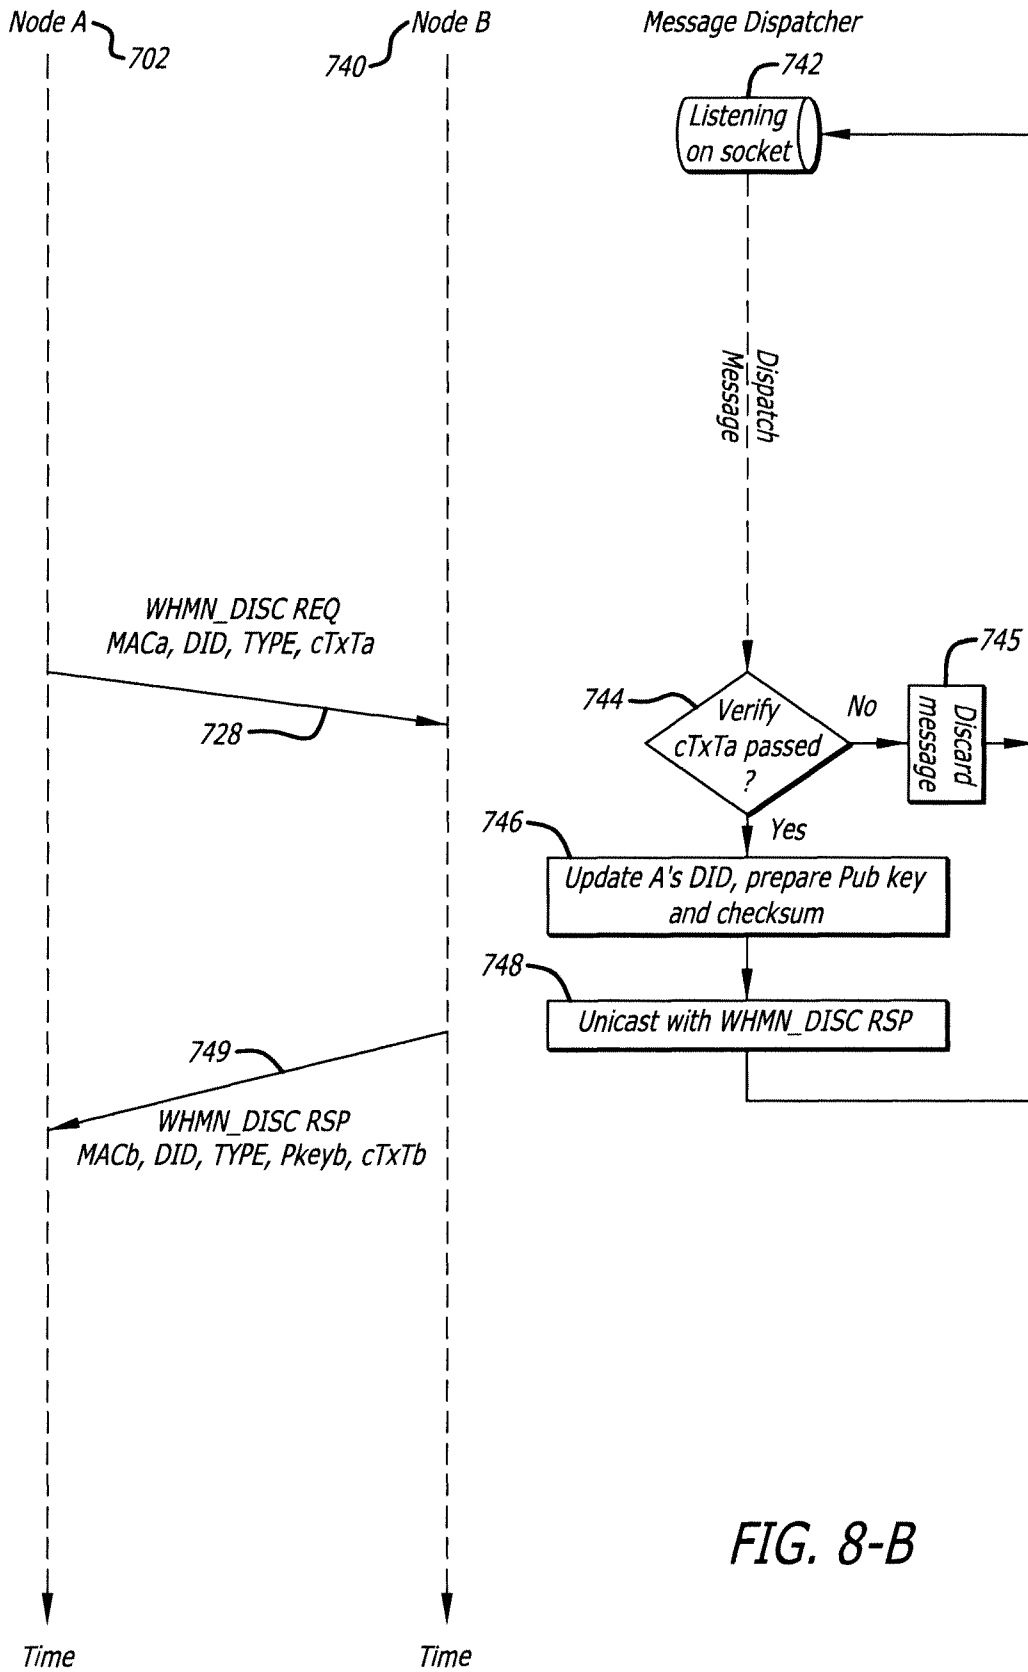 Node A
702
Node B
740
Message Dispatcher
742
Listening
on socket
Dispatch
Message
WHMN_DISC REQ
MACa, DID, TYPE, cTxTa
728
744
Verify
cTxTa passed
?
No
745
Discard
message
Yes
746
Update A's DID, prepare Pub key
and checksum
748
Unicast with WHMN_DISC RSP
749
WHMN_DISC RSP
MACb, DID, TYPE, Pkeyb, cTxTb
FIG. 8-B
Time
Time